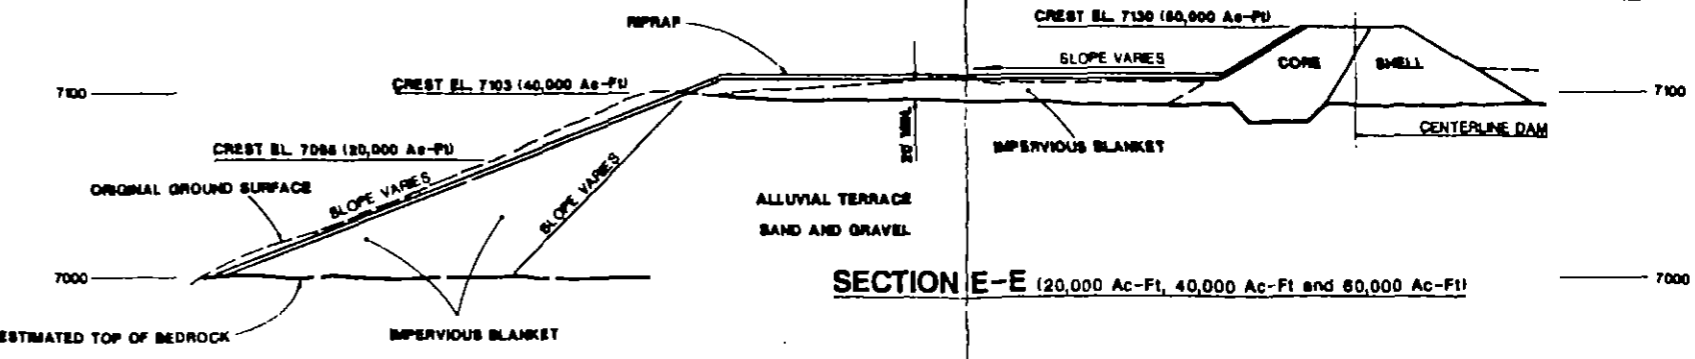 RIPRAP
CREST EL. 7130 (60,000 Ac-Ft)
SLOPE VARIES
CORE
SHELL
7100
CREST EL. 7103 (40,000 Ac-Ft)
7100
20' MIN.
IMPERVIOUS BLANKET
CENTERLINE DAM
CREST EL. (20,000 Ac-Ft)
ORIGINAL GROUND SURFACE
SLOPE VARIES
SLOPE VARIES
ALLUVIAL TERRACE
SAND AND GRAVEL
7000
SECTION E-E (20,000 Ac-Ft, 40,000 Ac-Ft and 60,000 Ac-Ft)
7000
ESTIMATED TOP OF BEDROCK
IMPERVIOUS BLANKET